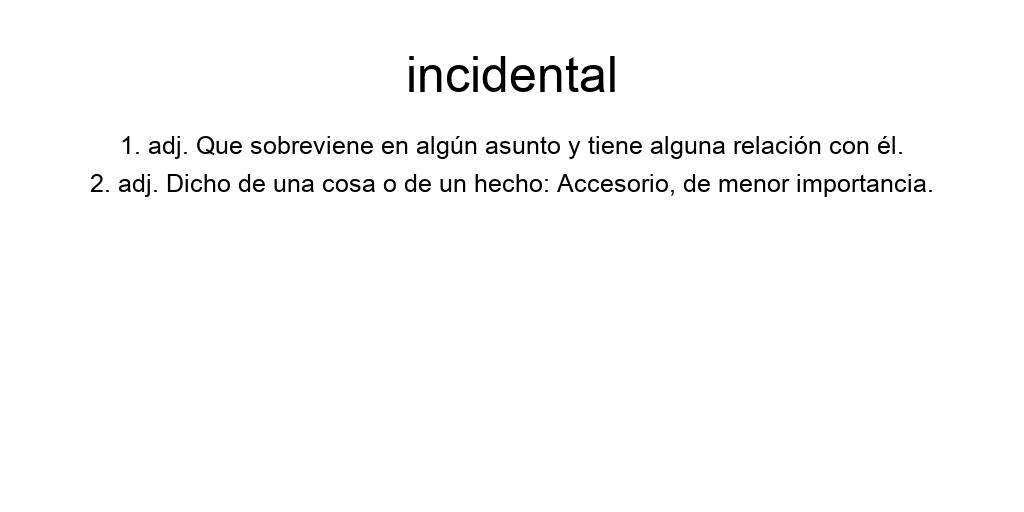 incidental
1. adj. Que sobreviene en algún asunto y tiene alguna relación con él.
2. adj. Dicho de una cosa o de un hecho: Accesorio, de menor importancia.